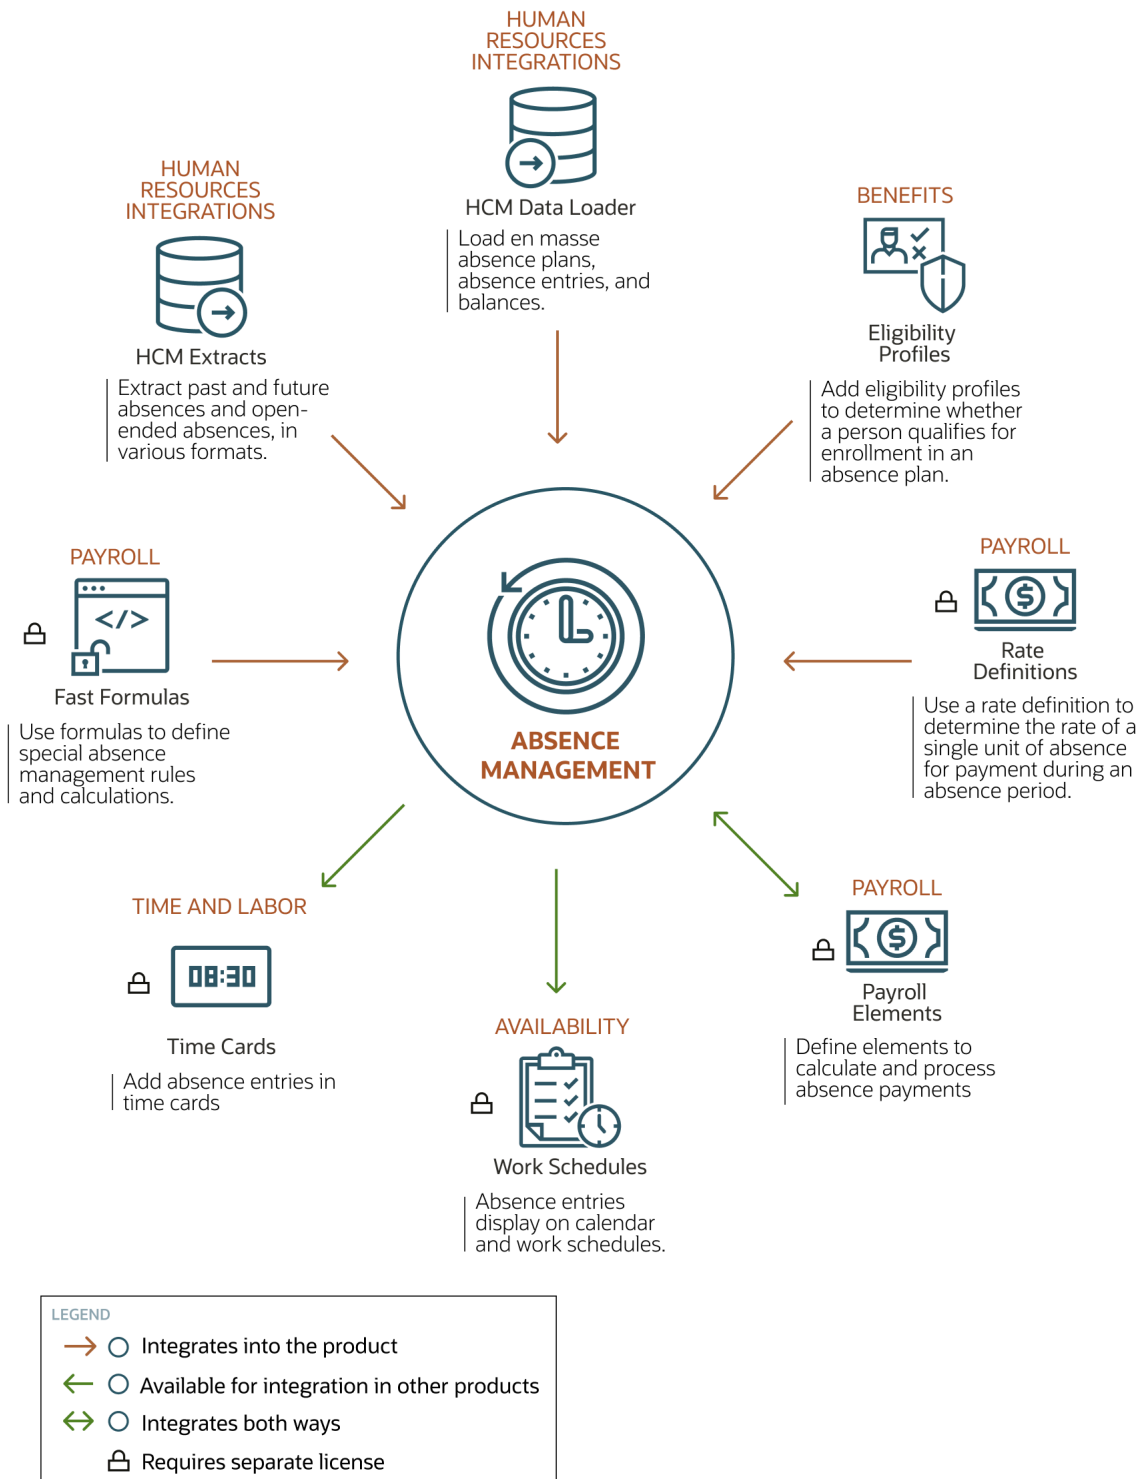 HUMAN
RESOURCES
INTEGRATIONS
HCM Data Loader
Load en masse
absence plans,
absence entries, and
balances.
HUMAN
RESOURCES
INTEGRATIONS
HCM Extracts
Extract past and future
absences and open-
ended absences, in
various formats.
BENEFITS
Eligibility
Profiles
Add eligibility profiles
to determine whether
a person qualifies for
enrollment in an
absence plan.
PAYROLL
</>
Fast Formulas
Use formulas to define
special absence
management rules
and calculations.
ABSENCE
MANAGEMENT
PAYROLL
$
Rate
Definitions
Use a rate definition to
determine the rate of a
single unit of absence
for payment during an
absence period.
TIME AND LABOR
08:30
Time Cards
Add absence entries in
time cards
AVAILABILITY
Work Schedules
Absence entries
display on calendar
and work schedules.
PAYROLL
$
Payroll
Elements
Define elements to
calculate and process
absence payments
LEGEND
Integrates into the product
Available for integration in other products
Integrates both ways
Requires separate license